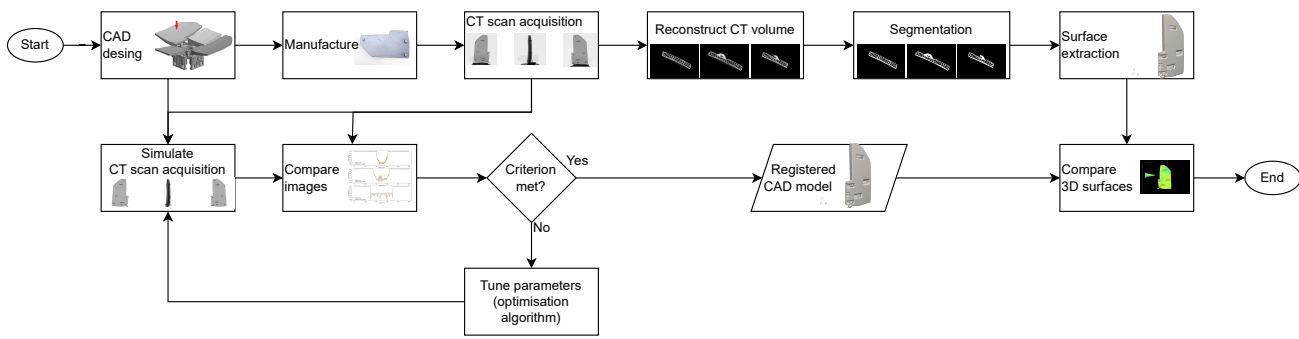 Start
CAD
desing
Manufacture
CT scan acquisition
Reconstruct CT volume
Segmentation
Surface
extraction
Simulate
CT scan acquisition
Compare
images
Criterion
met?
Yes
No
Registered
CAD model
Compare
3D surfaces
End
Tune parameters
(optimisation
algorithm)